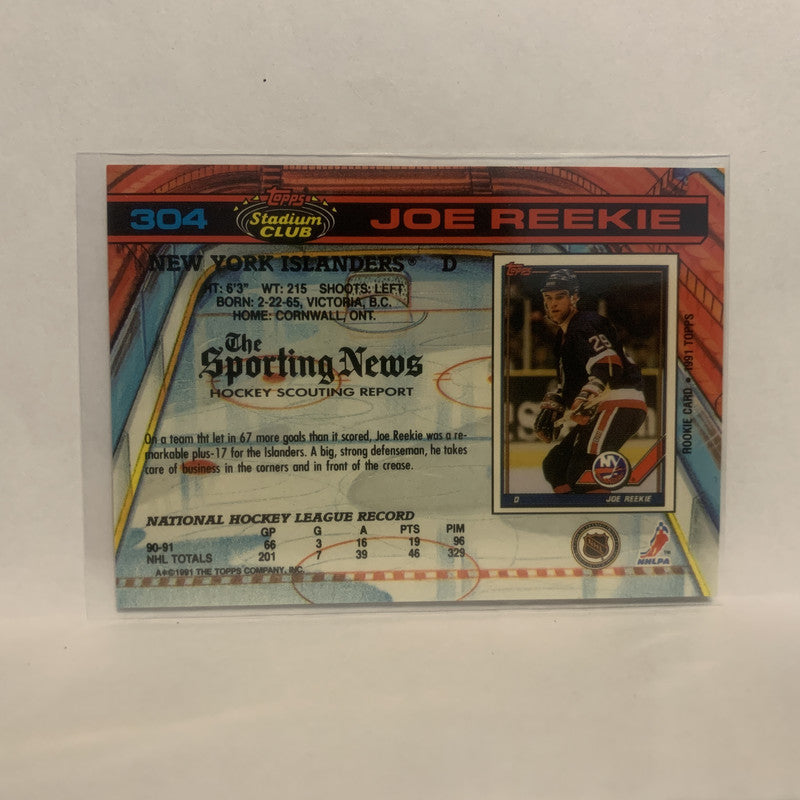 304
Topps
Stadium
CLUB
JOE REEKIE
NEW YORK ISLANDERS® D
HT: 6'3" WT: 215 SHOOTS: LEFT
BORN: 2-22-65, VICTORIA, B.C.
HOME: CORNWALL, ONT.
The
Sporting News
HOCKEY SCOUTING REPORT
On a team tht let in 67 more goals than it scored, Joe Reekie was a re-
markable plus-17 for the Islanders. A big, strong defenseman, he takes
care of business in the corners and in front of the crease.
NATIONAL HOCKEY LEAGUE RECORD
GP G A PTS PIM
90-91 66 3 16 19 96
NHL TOTALS 201 7 39 46 329
A*©1991 THE TOPPS COMPANY, INC.
Topps
29
NY
D JOE REEKIE
ROOKIE CARD • 1991 TOPPS
NHL
NHLPA
TM